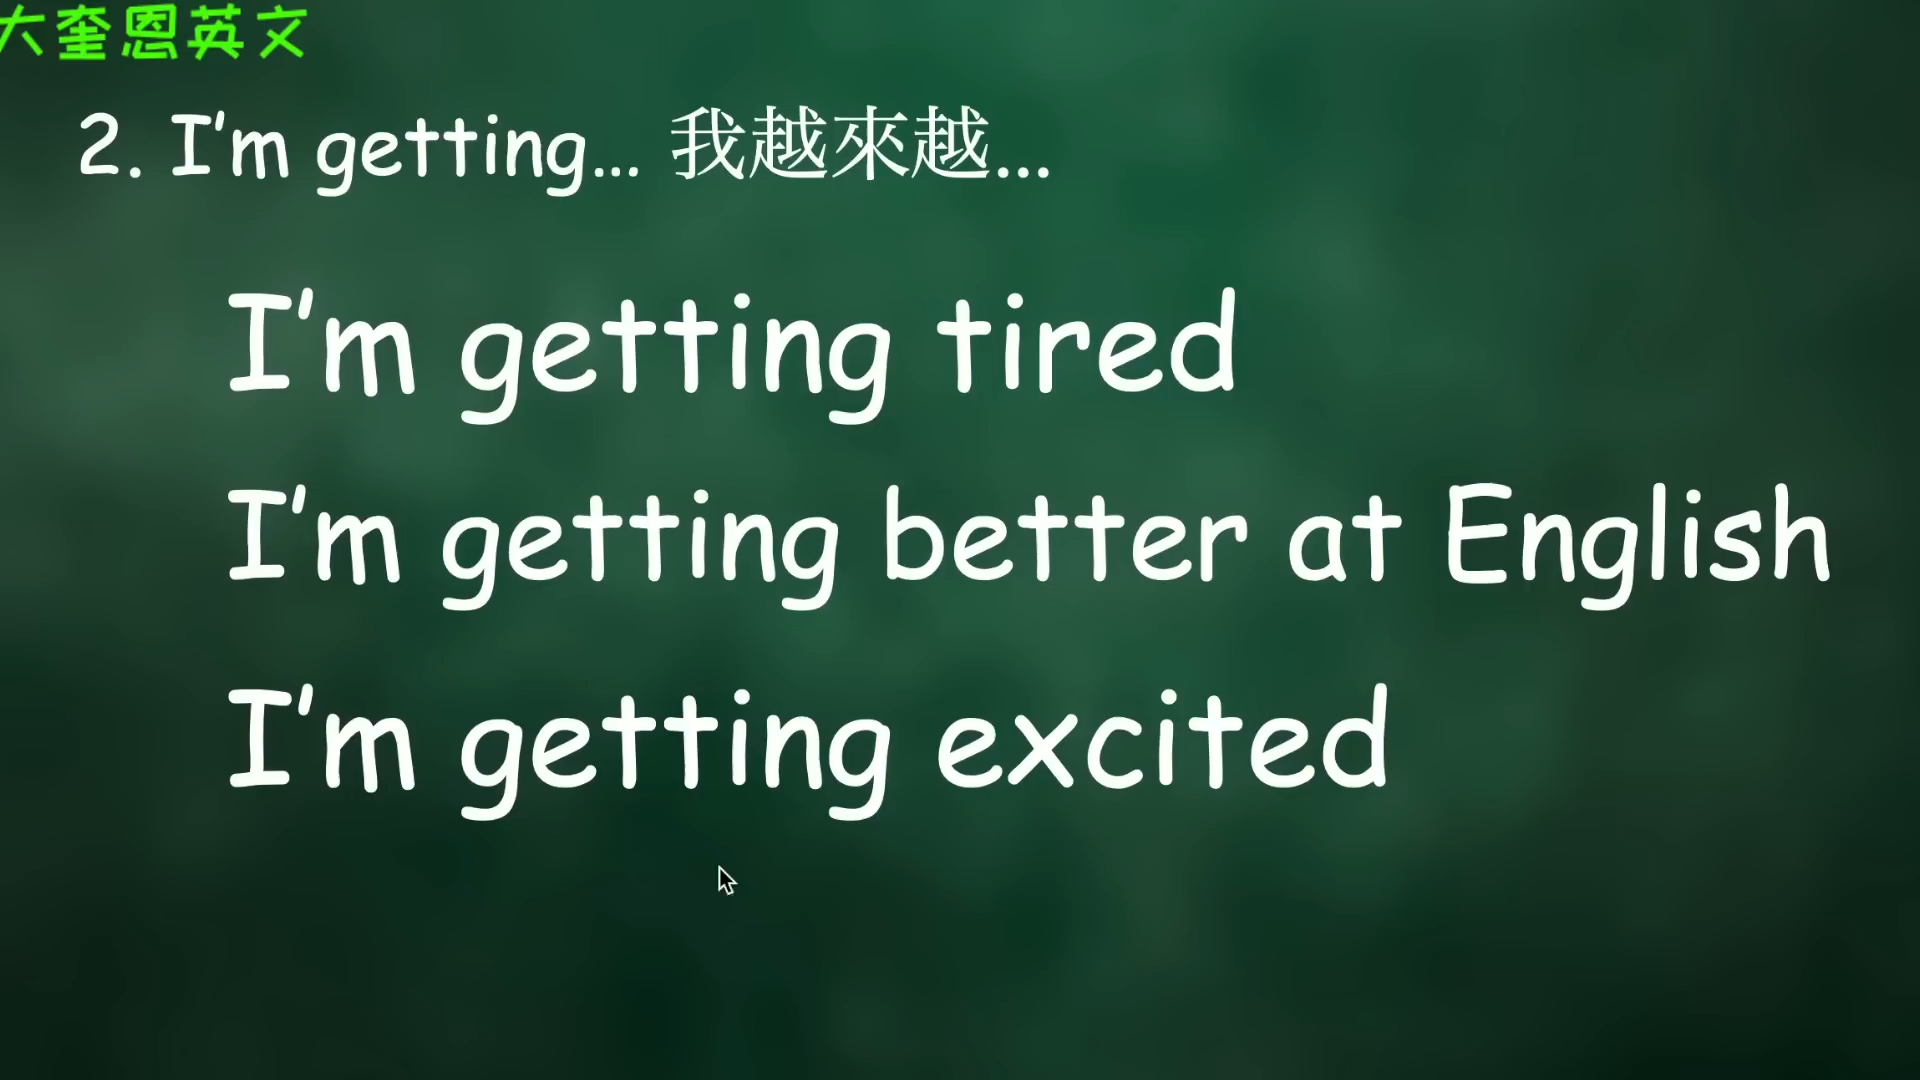 大奎恩英文
2. I'm getting... 我越來越...
I'm getting tired
I'm getting better at English
I'm getting excited